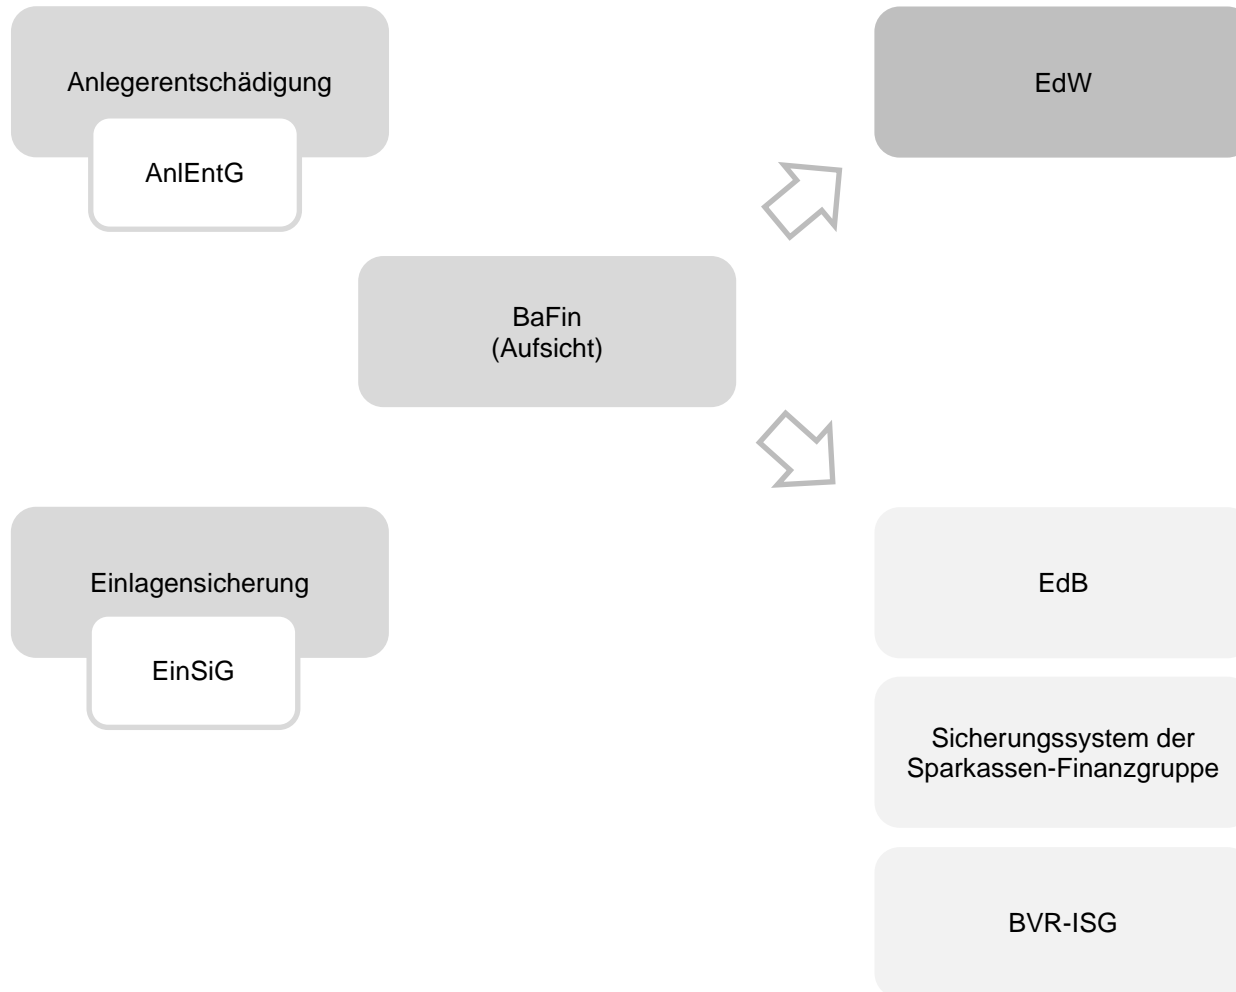 Anlegerentschädigung
AnlEntG
EdW
BaFin
(Aufsicht)
Einlagensicherung
EinSiG
EdB
Sicherungssystem der
Sparkassen-Finanzgruppe
BVR-ISG